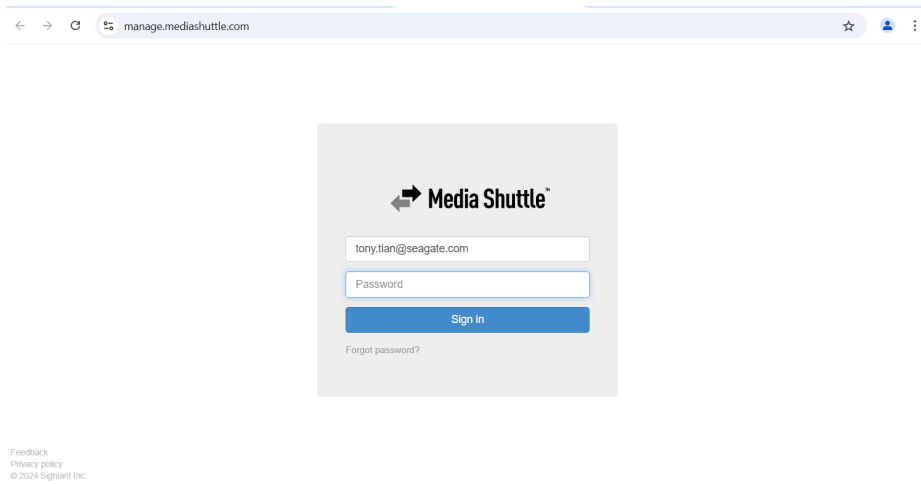 manage.mediashuttle.com
Media Shuttle™
tony.tian@seagate.com
Password
Sign in
Forgot password?
Feedback
Privacy policy
© 2024 Signiant Inc.